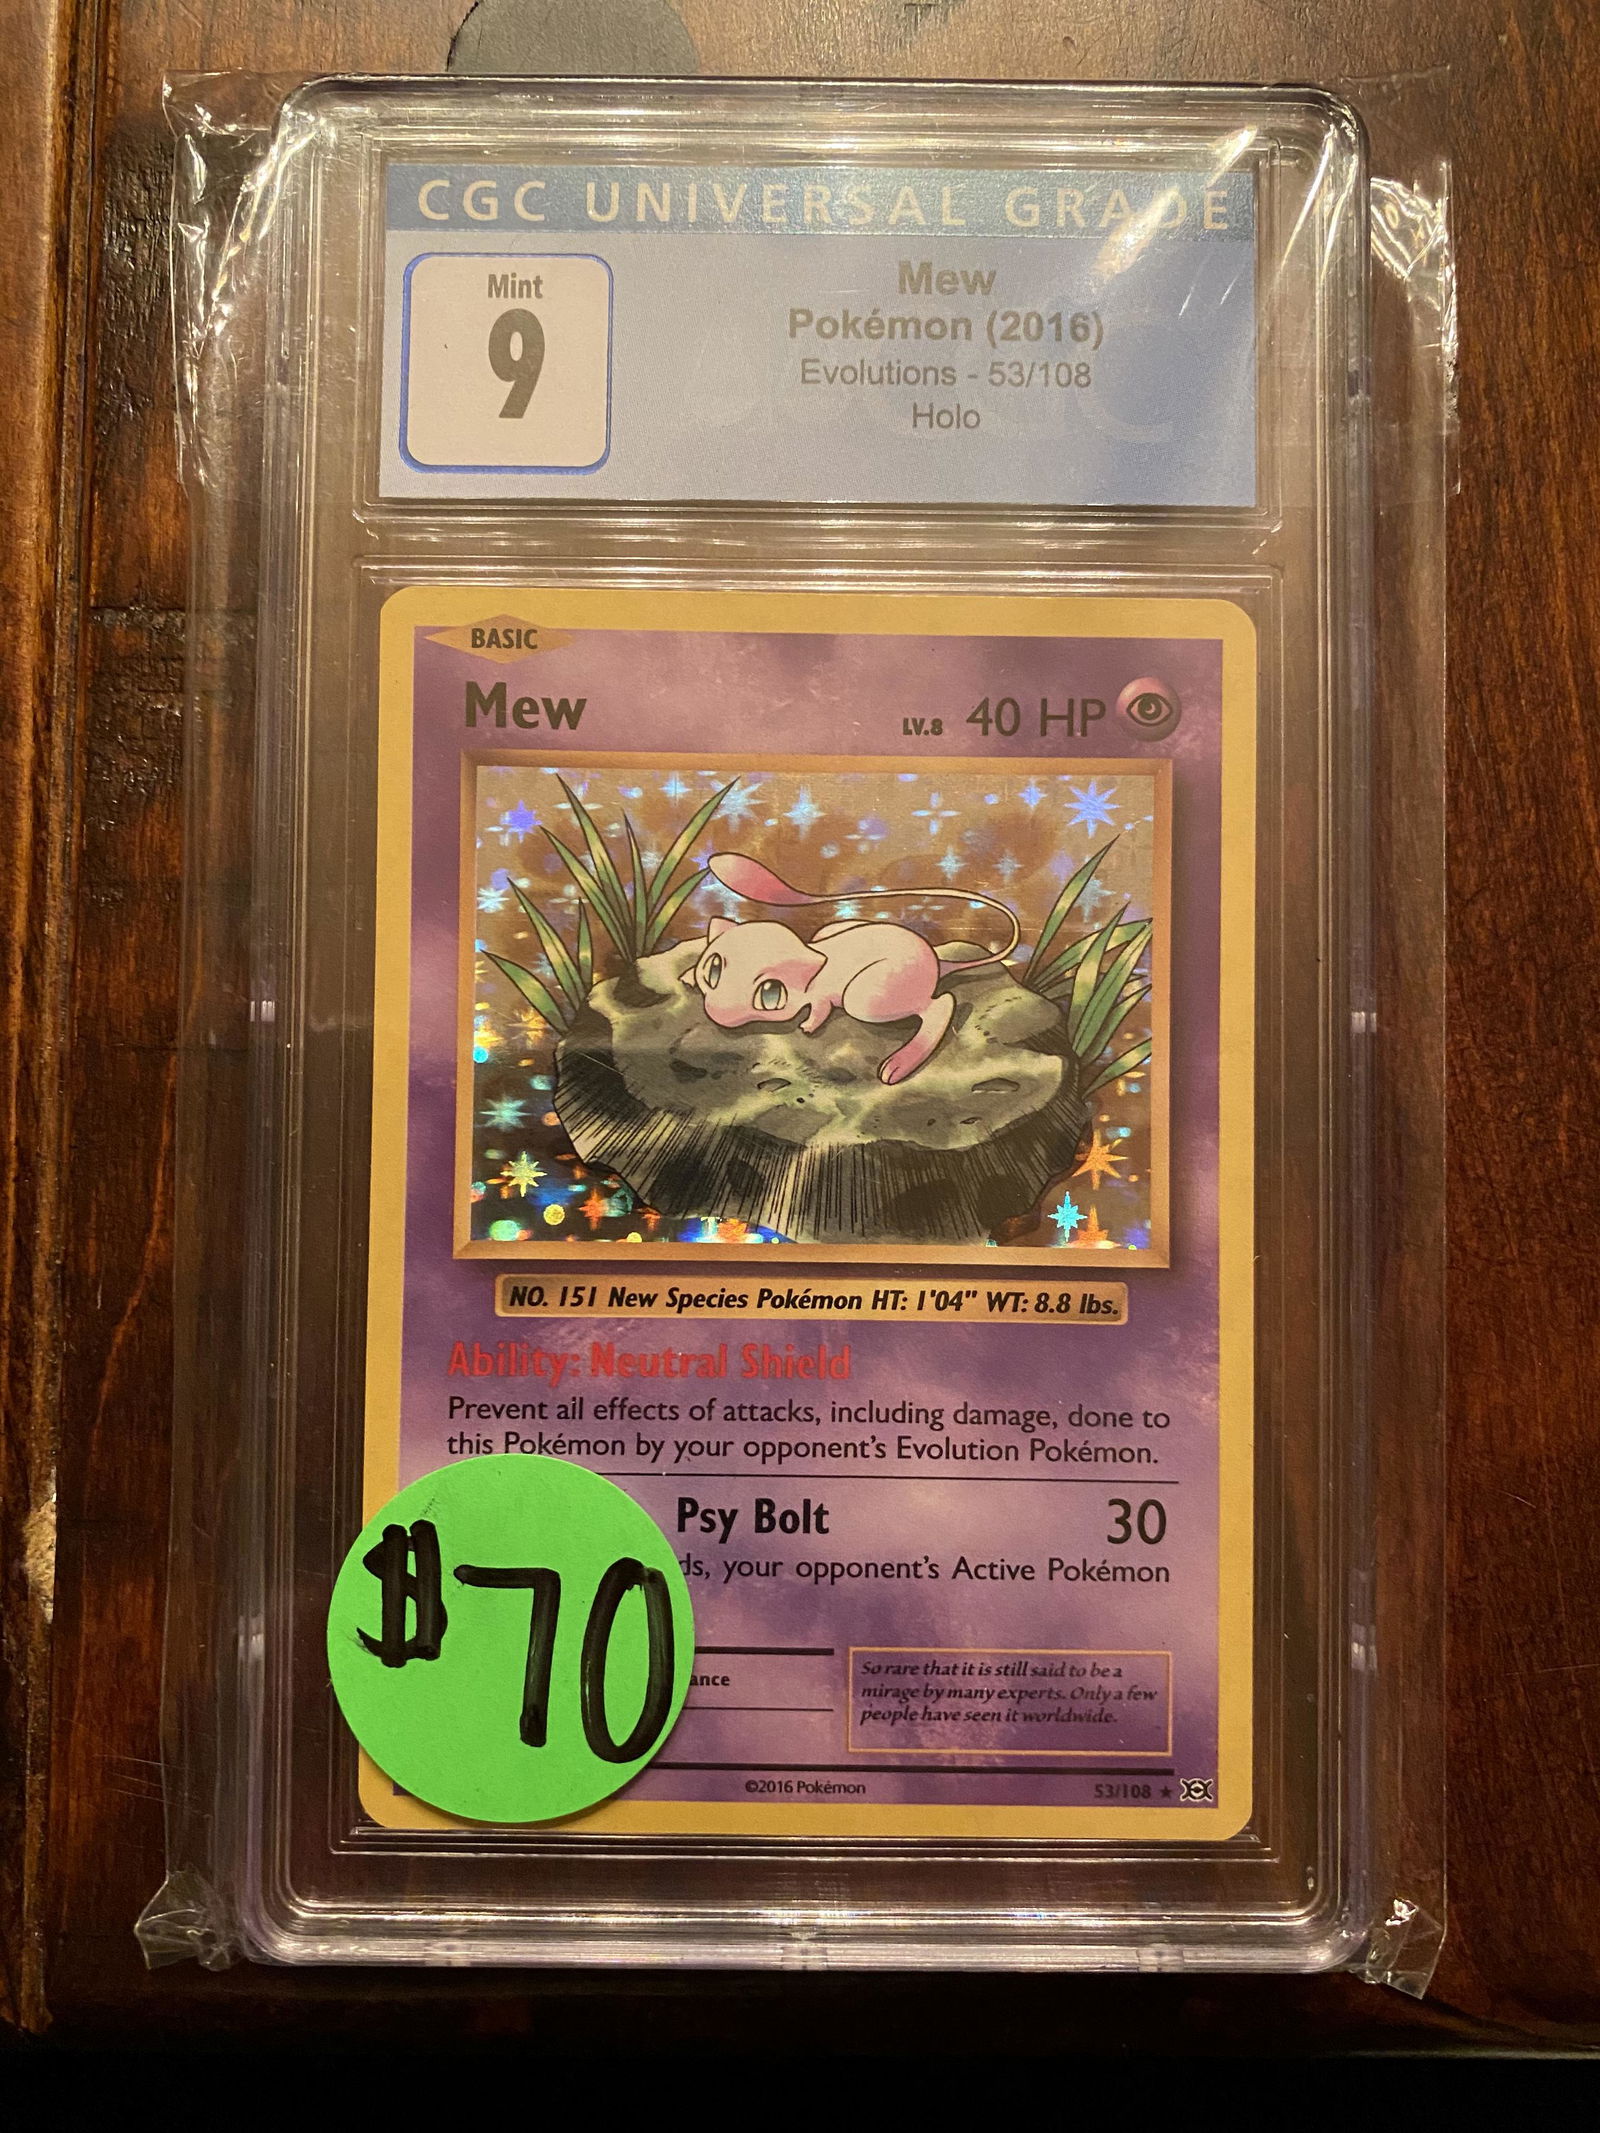 CGC UNIVERSAL GRADE
Mint
9
Mew
Pokémon (2016)
Evolutions - 53/108
Holo
BASIC
Mew
LV.8 40 HP
NO. 151 New Species Pokémon HT: 1'04" WT: 8.8 lbs.
Ability: Neutral Shield
Prevent all effects of attacks, including damage, done to
this Pokémon by your opponent's Evolution Pokémon.
Psy Bolt 30
your opponent's Active Pokémon
$70
So rare that it is still said to be a
mirage by many experts. Only a few
people have seen it worldwide.
©2016 Pokémon
53/108